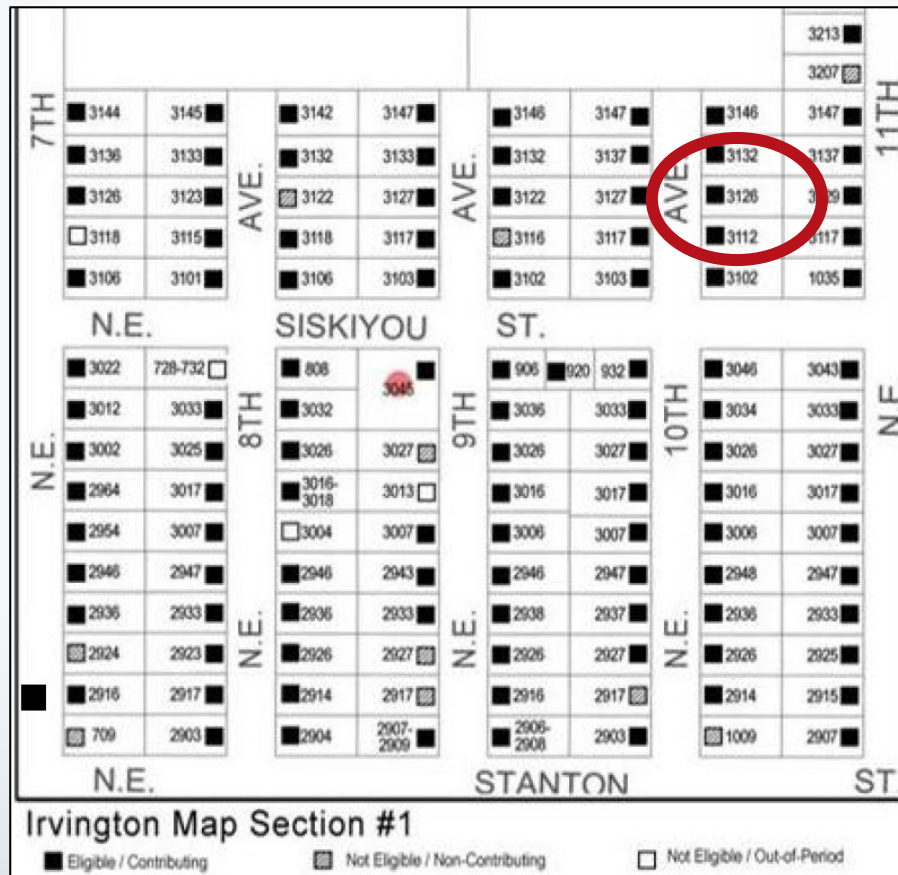 3213
3207
7TH
11TH
3144 3145 3142 3147 3146 3147 3146 3147
3136 3133 3132 3133 3132 3137 3132 3137
AVE. AVE. AVE.
3126 3123 3122 3127 3122 3127 3126
3118 3115 3118 3117 3116 3117 3112 3117
3106 3101 3106 3103 3102 3103 3102 1035
N.E. SISKIYOU ST.
3022 728-732 808 3045 906 920 932 3046 3043
3012 3033 3032 3036 3033 3034 3033
8TH 9TH 10TH N.E
N.E.
3002 3025 3026 3027 3026 3027 3026 3027
2964 3017 3016-3018 3013 3016 3017 3016 3017
2954 3007 3004 3007 3006 3007 3006 3007
2946 2947 2946 2943 2946 2947 2948 2947
2936 2933 2936 2933 2938 2937 2936 2933
N.E. N.E. N.E.
2924 2923 2926 2927 2926 2927 2926 2925
2916 2917 2914 2917 2916 2917 2914 2915
709 2903 2904 2907-2909 2906-2908 2903 1009 2907
N.E. STANTON ST.
Irvington Map Section #1
Eligible / Contributing Not Eligible / Non-Contributing Not Eligible / Out-of-Period